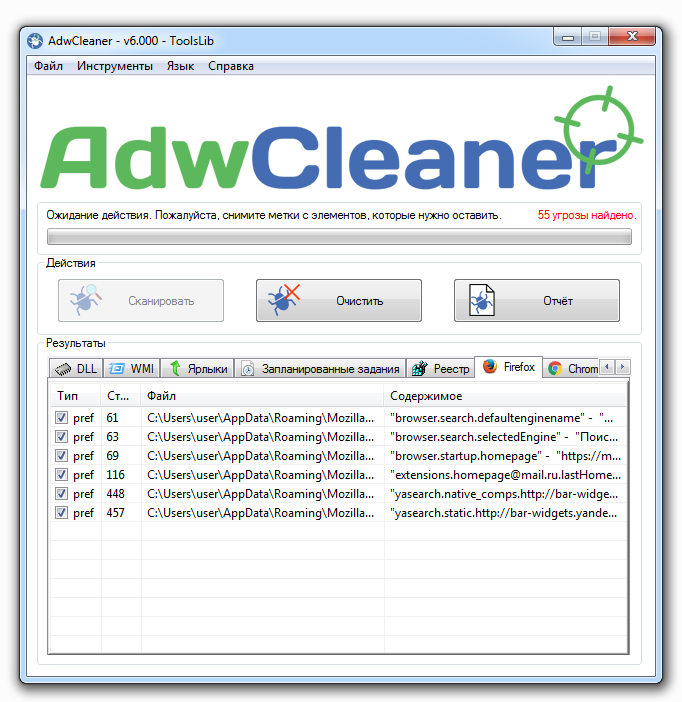 AdwCleaner - v6.000 - ToolsLib
Файл Инструменты Язык Справка
AdwCleaner
Ожидание действия. Пожалуйста, снимите метки с элементов, которые нужно оставить. 55 угрозы найдено.
Действия
Сканировать Очистить Отчёт
Результаты
DLL WMI Ярлыки Запланированные задания Реестр Firefox Chrom
Тип Ст... Файл Содержимое
pref 61 C:\Users\user\AppData\Roaming\Mozilla... "browser.search.defaultenginename" - "...
pref 63 C:\Users\user\AppData\Roaming\Mozilla... "browser.search.selectedEngine" - "Поис...
pref 69 C:\Users\user\AppData\Roaming\Mozilla... "browser.startup.homepage" - "https://m...
pref 116 C:\Users\user\AppData\Roaming\Mozilla... "extensions.homepage@mail.ru.lastHome...
pref 448 C:\Users\user\AppData\Roaming\Mozilla... "yasearch.native_comps.http://bar-widge...
pref 457 C:\Users\user\AppData\Roaming\Mozilla... "yasearch.static.http://bar-widgets.yande...